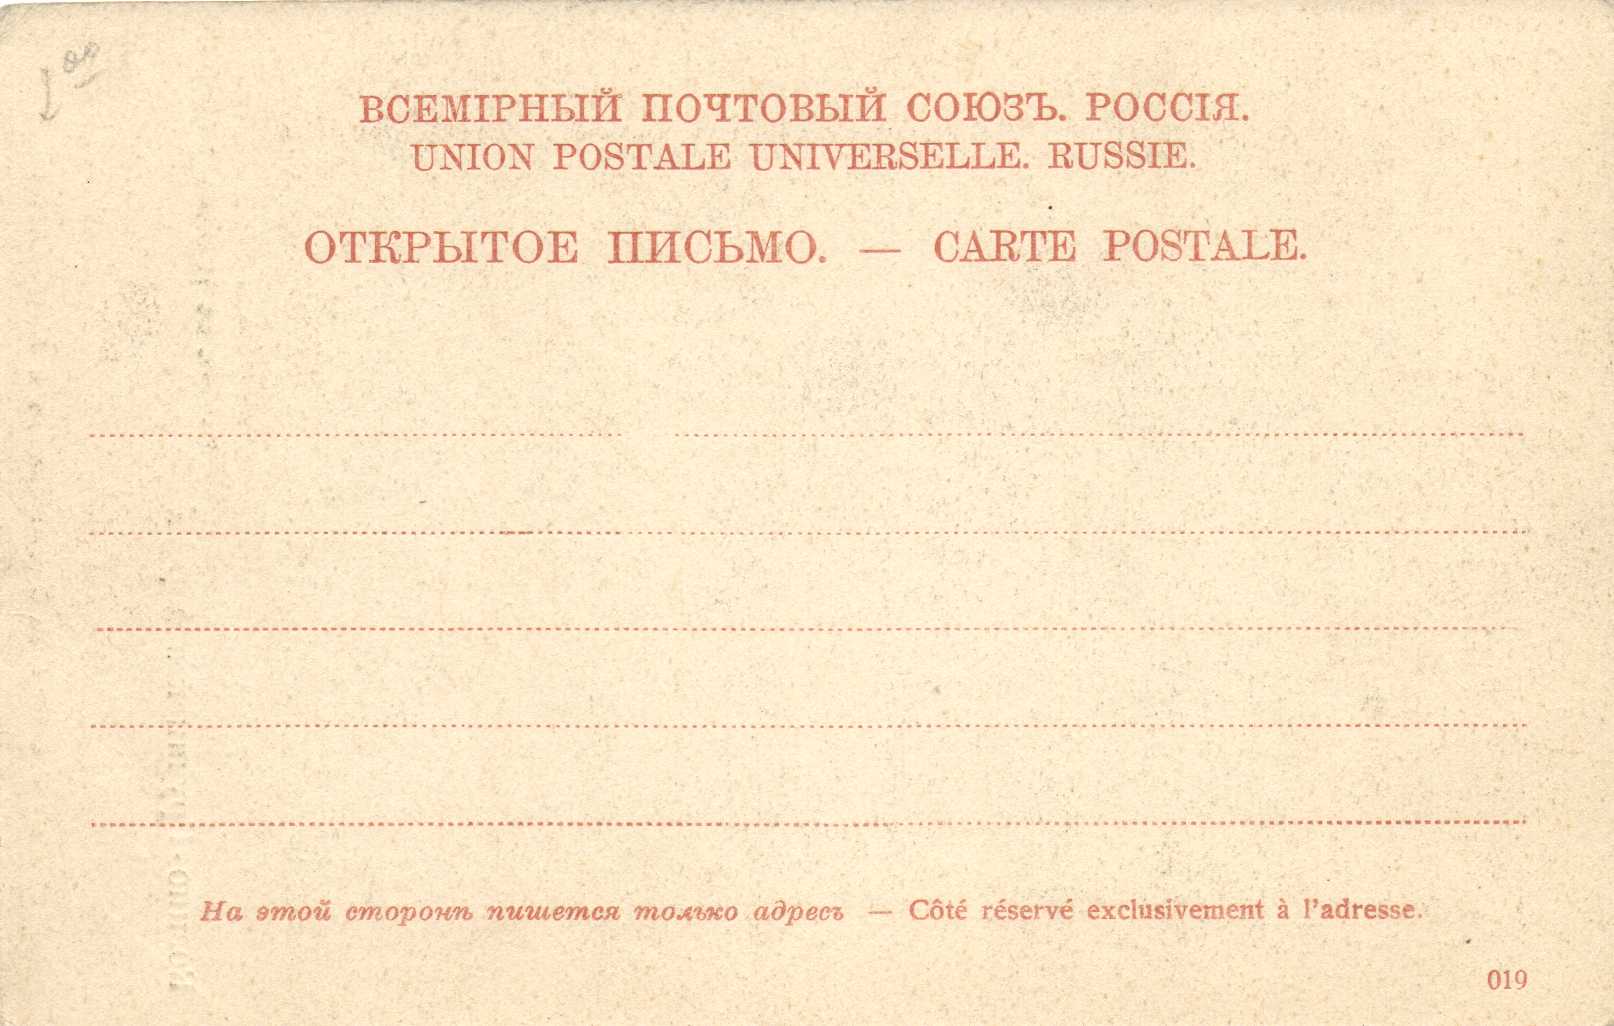 ВСЕМІРНЫЙ ПОЧТОВЫЙ СОЮЗЪ. РОССІЯ.
UNION POSTALE UNIVERSELLE. RUSSIE.
ОТКРЫТОЕ ПИСЬМО. — CARTE POSTALE.
На этой сторонѣ пишется только адресъ — Côté réservé exclusivement à l'adresse.
019